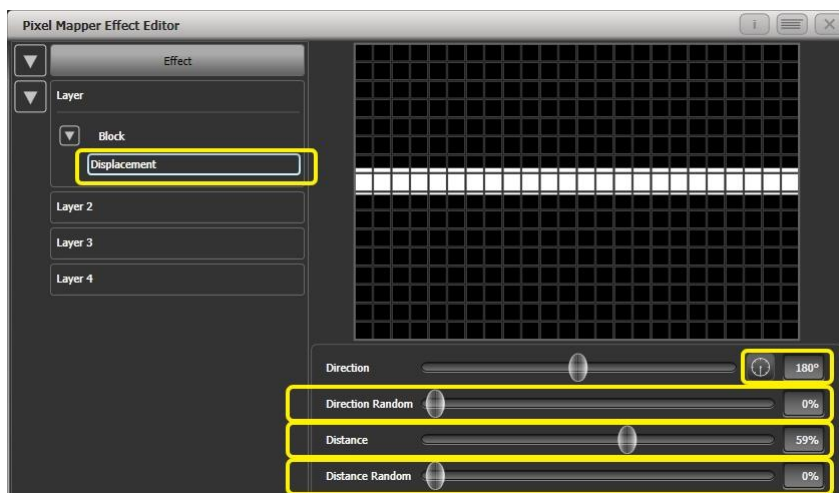 Pixel Mapper Effect Editor
i
Effect
Layer
Block
Displacement
Layer 2
Layer 3
Layer 4
Direction 180°
Direction Random 0%
Distance 59%
Distance Random 0%